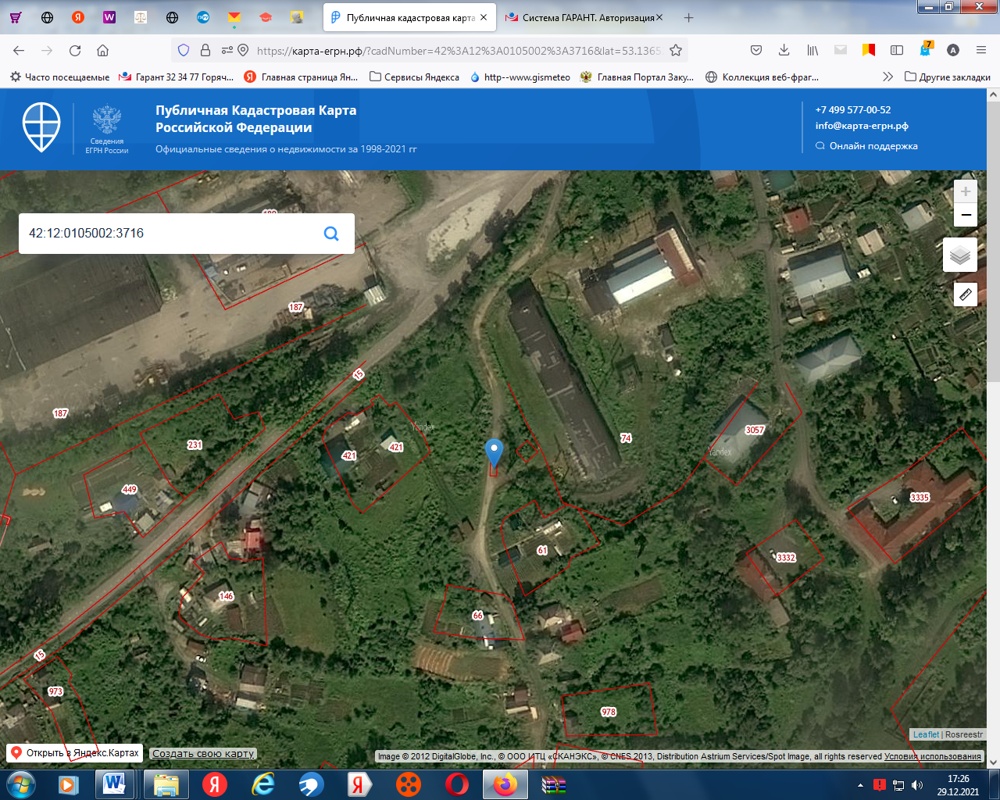 Публичная кадастровая карта
Система ГАРАНТ. Авторизация
https://карта-егрн.рф/?cadNumber=42%3A12%3A0105002%3A3716&lat=53.1365
7
Часто посещаемые
Гарант 32 34 77 Горяч...
Главная страница Ян...
Сервисы Яндекса
http--www.gismeteo
Главная Портал Заку...
Коллекция веб-фраг...
Другие закладки
Сведения
ЕГРН России
Публичная Кадастровая Карта
Российской Федерации
Официальные сведения о недвижимости за 1998-2021 гг
+7 499 577-00-52
info@карта-егрн.рф
Онлайн поддержка
42:12:0105002:3716
187
15
187
231
421
421
449
74
3057
3335
61
3332
146
66
15
973
978
Yandex
Yandex
Открыть в Яндекс.Картах
Создать свою карту
Leaflet | Rosreestr
Image © 2012 DigitalGlobe, Inc., © ООО ИТЦ «СКАНЭКС», © CNES 2013, Distribution Astrium Services/Spot Image, all rights reserved Условия использования
17:26
29.12.2021